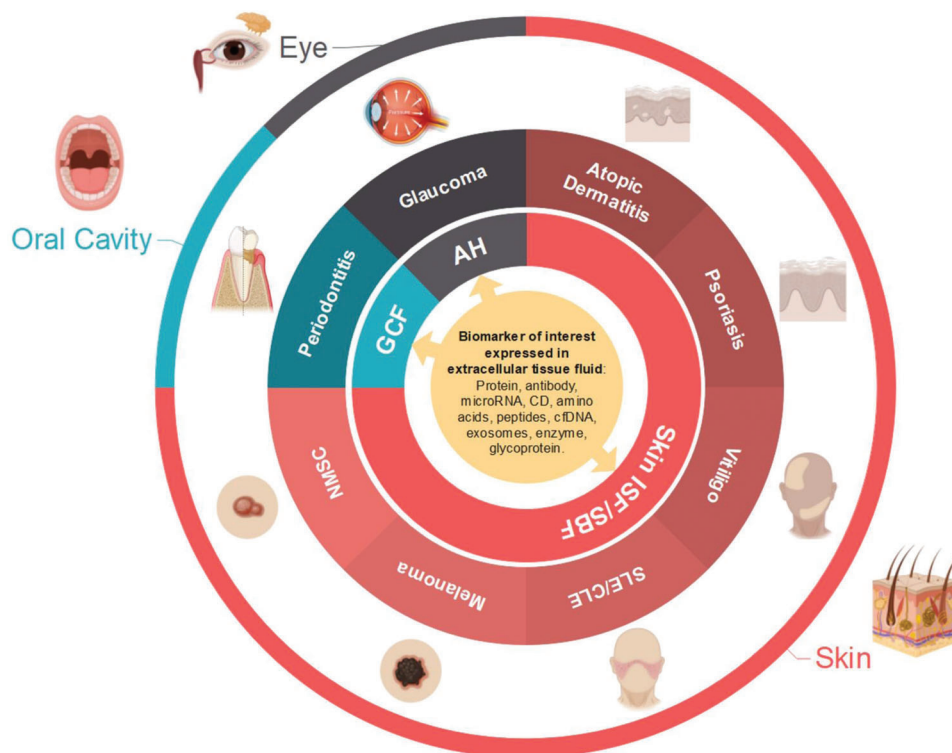 Eye
Oral Cavity
Skin
Glaucoma
Atopic
Dermatitis
Psoriasis
Vitiligo
SLE/CLE
Melanoma
NMSC
Periodontitis
AH
GCF
Skin ISF/SBF
Biomarker of interest
expressed in
extracellular tissue fluid:
Protein, antibody,
microRNA, CD, amino
acids, peptides, cfDNA,
exosomes, enzyme,
glycoprotein.